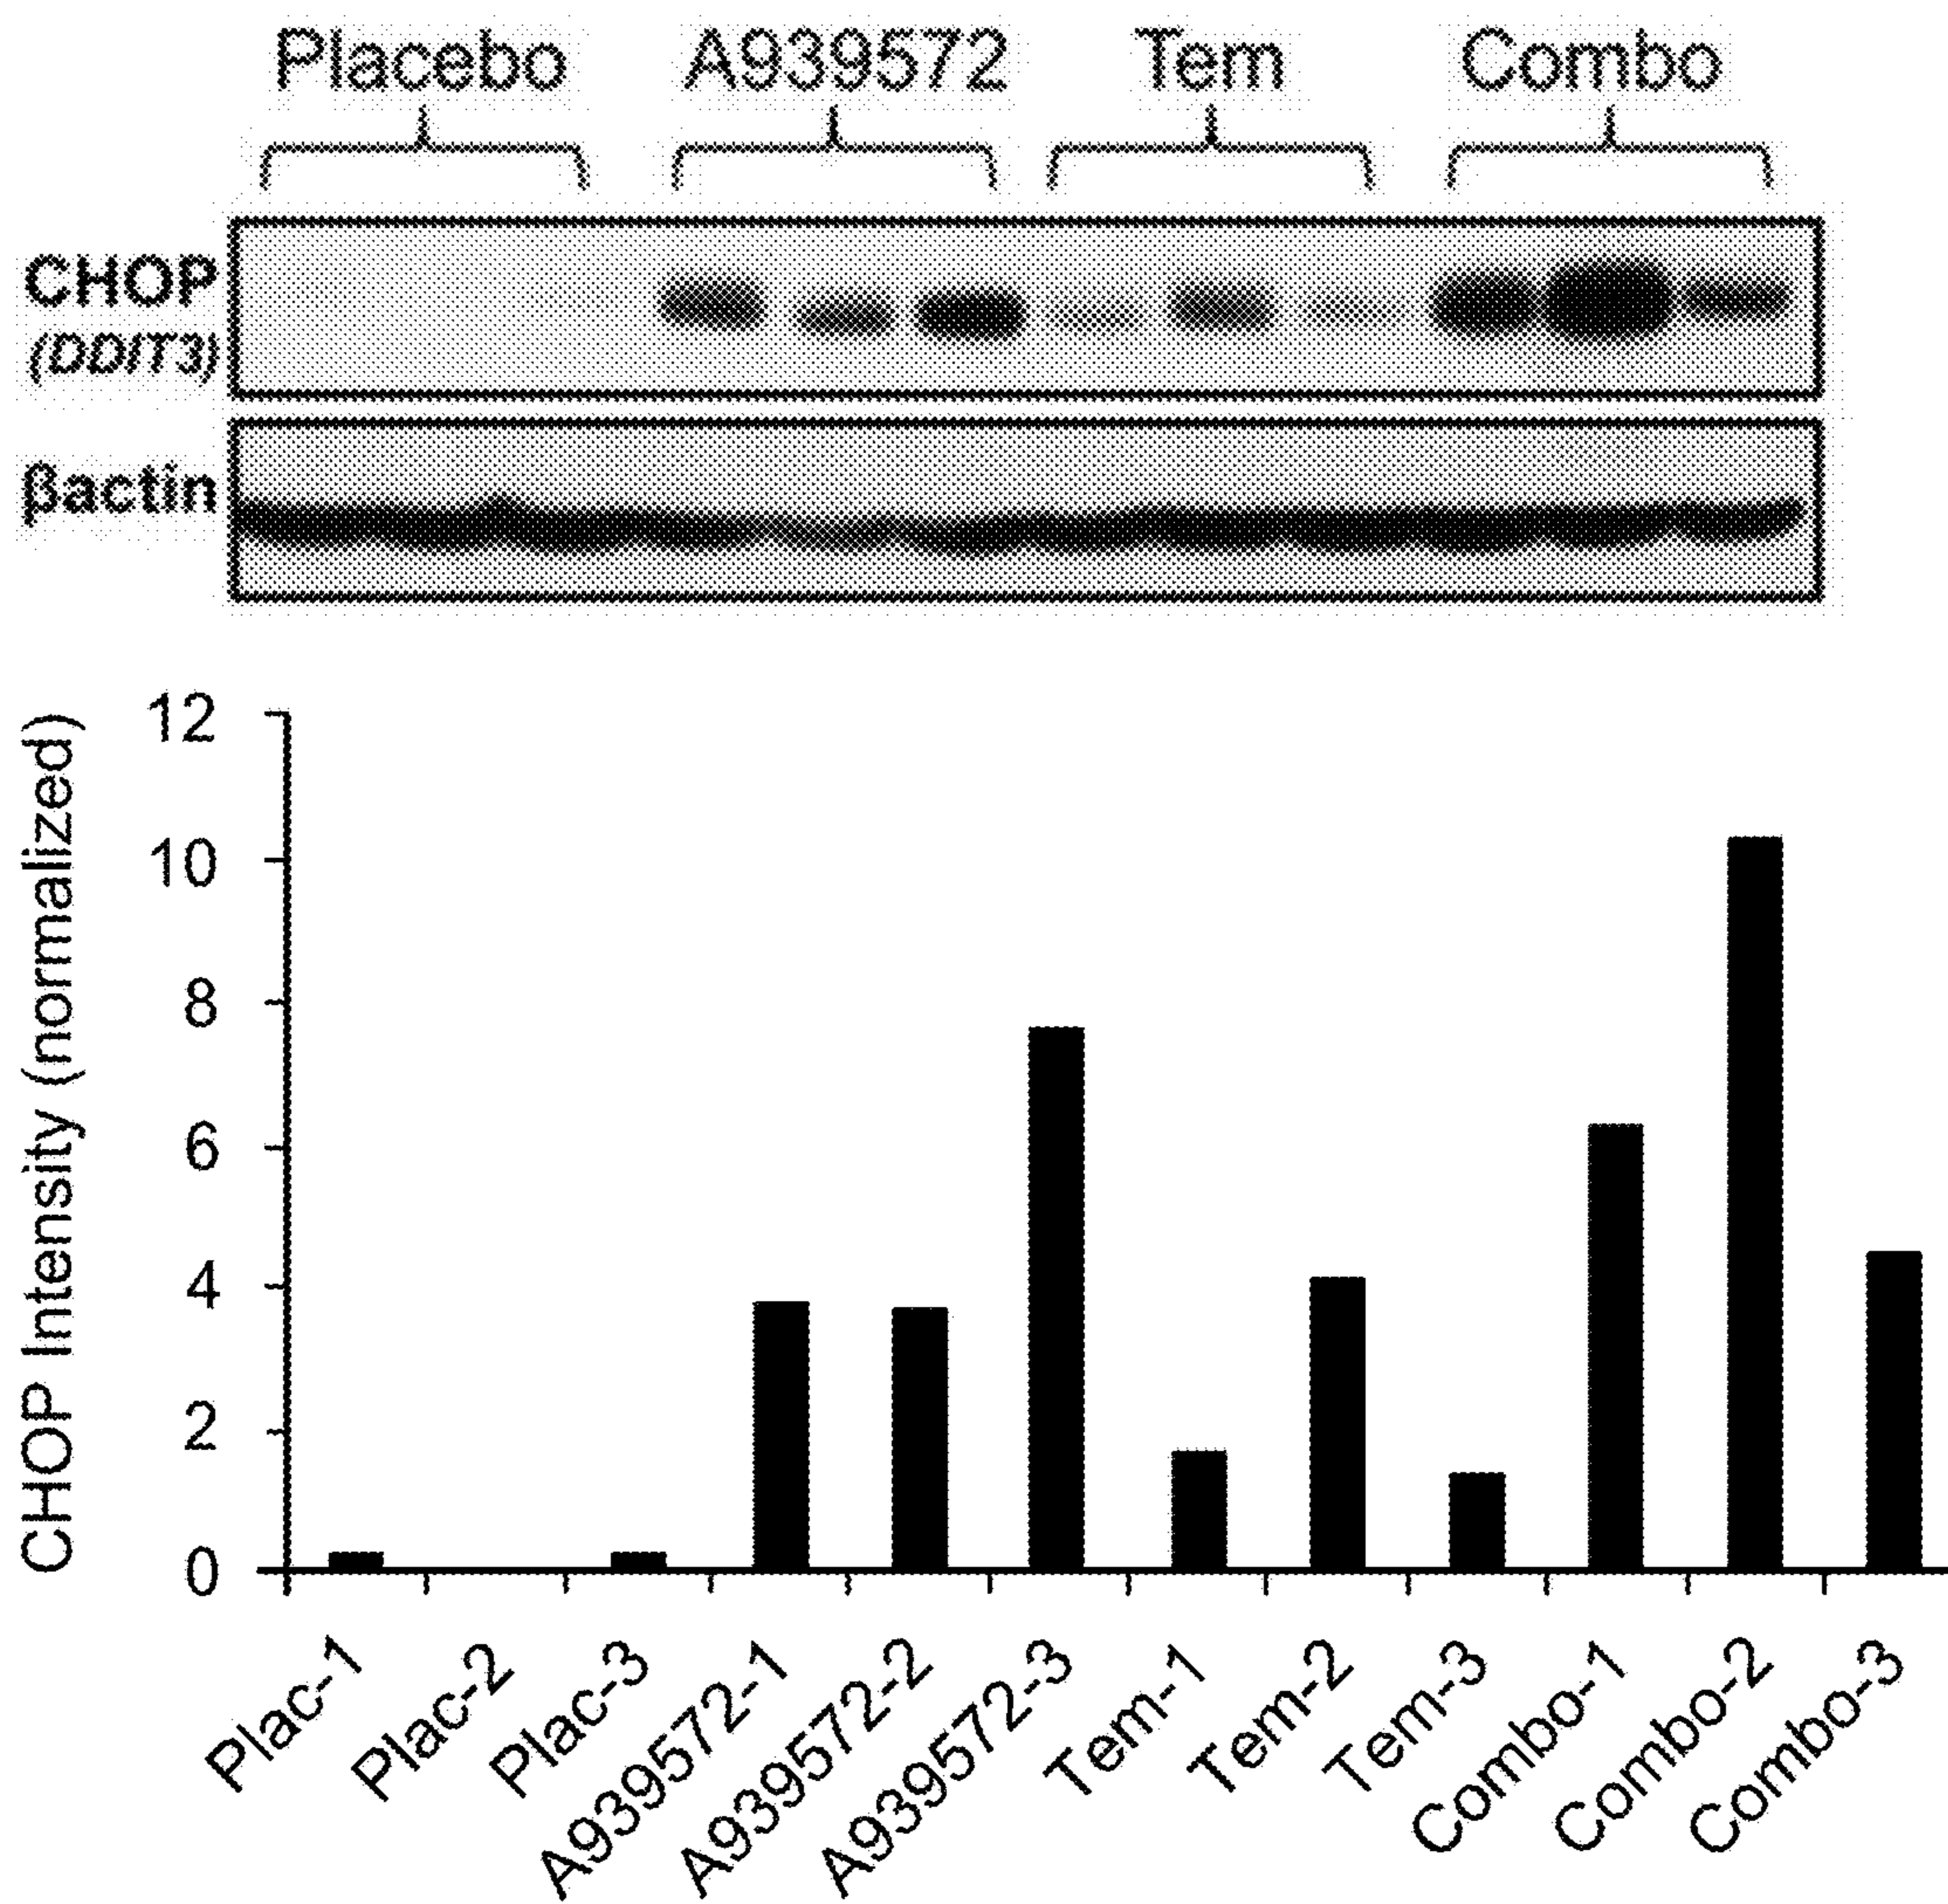 Placebo A939572 Tem Combo
CHOP
(DDIT3)
βactin
CHOP Intensity (normalized)
12
10
8
6
4
2
0
Plac-1
Plac-2
Plac-3
A939572-1
A939572-2
A939572-3
Tem-1
Tem-2
Tem-3
Combo-1
Combo-2
Combo-3